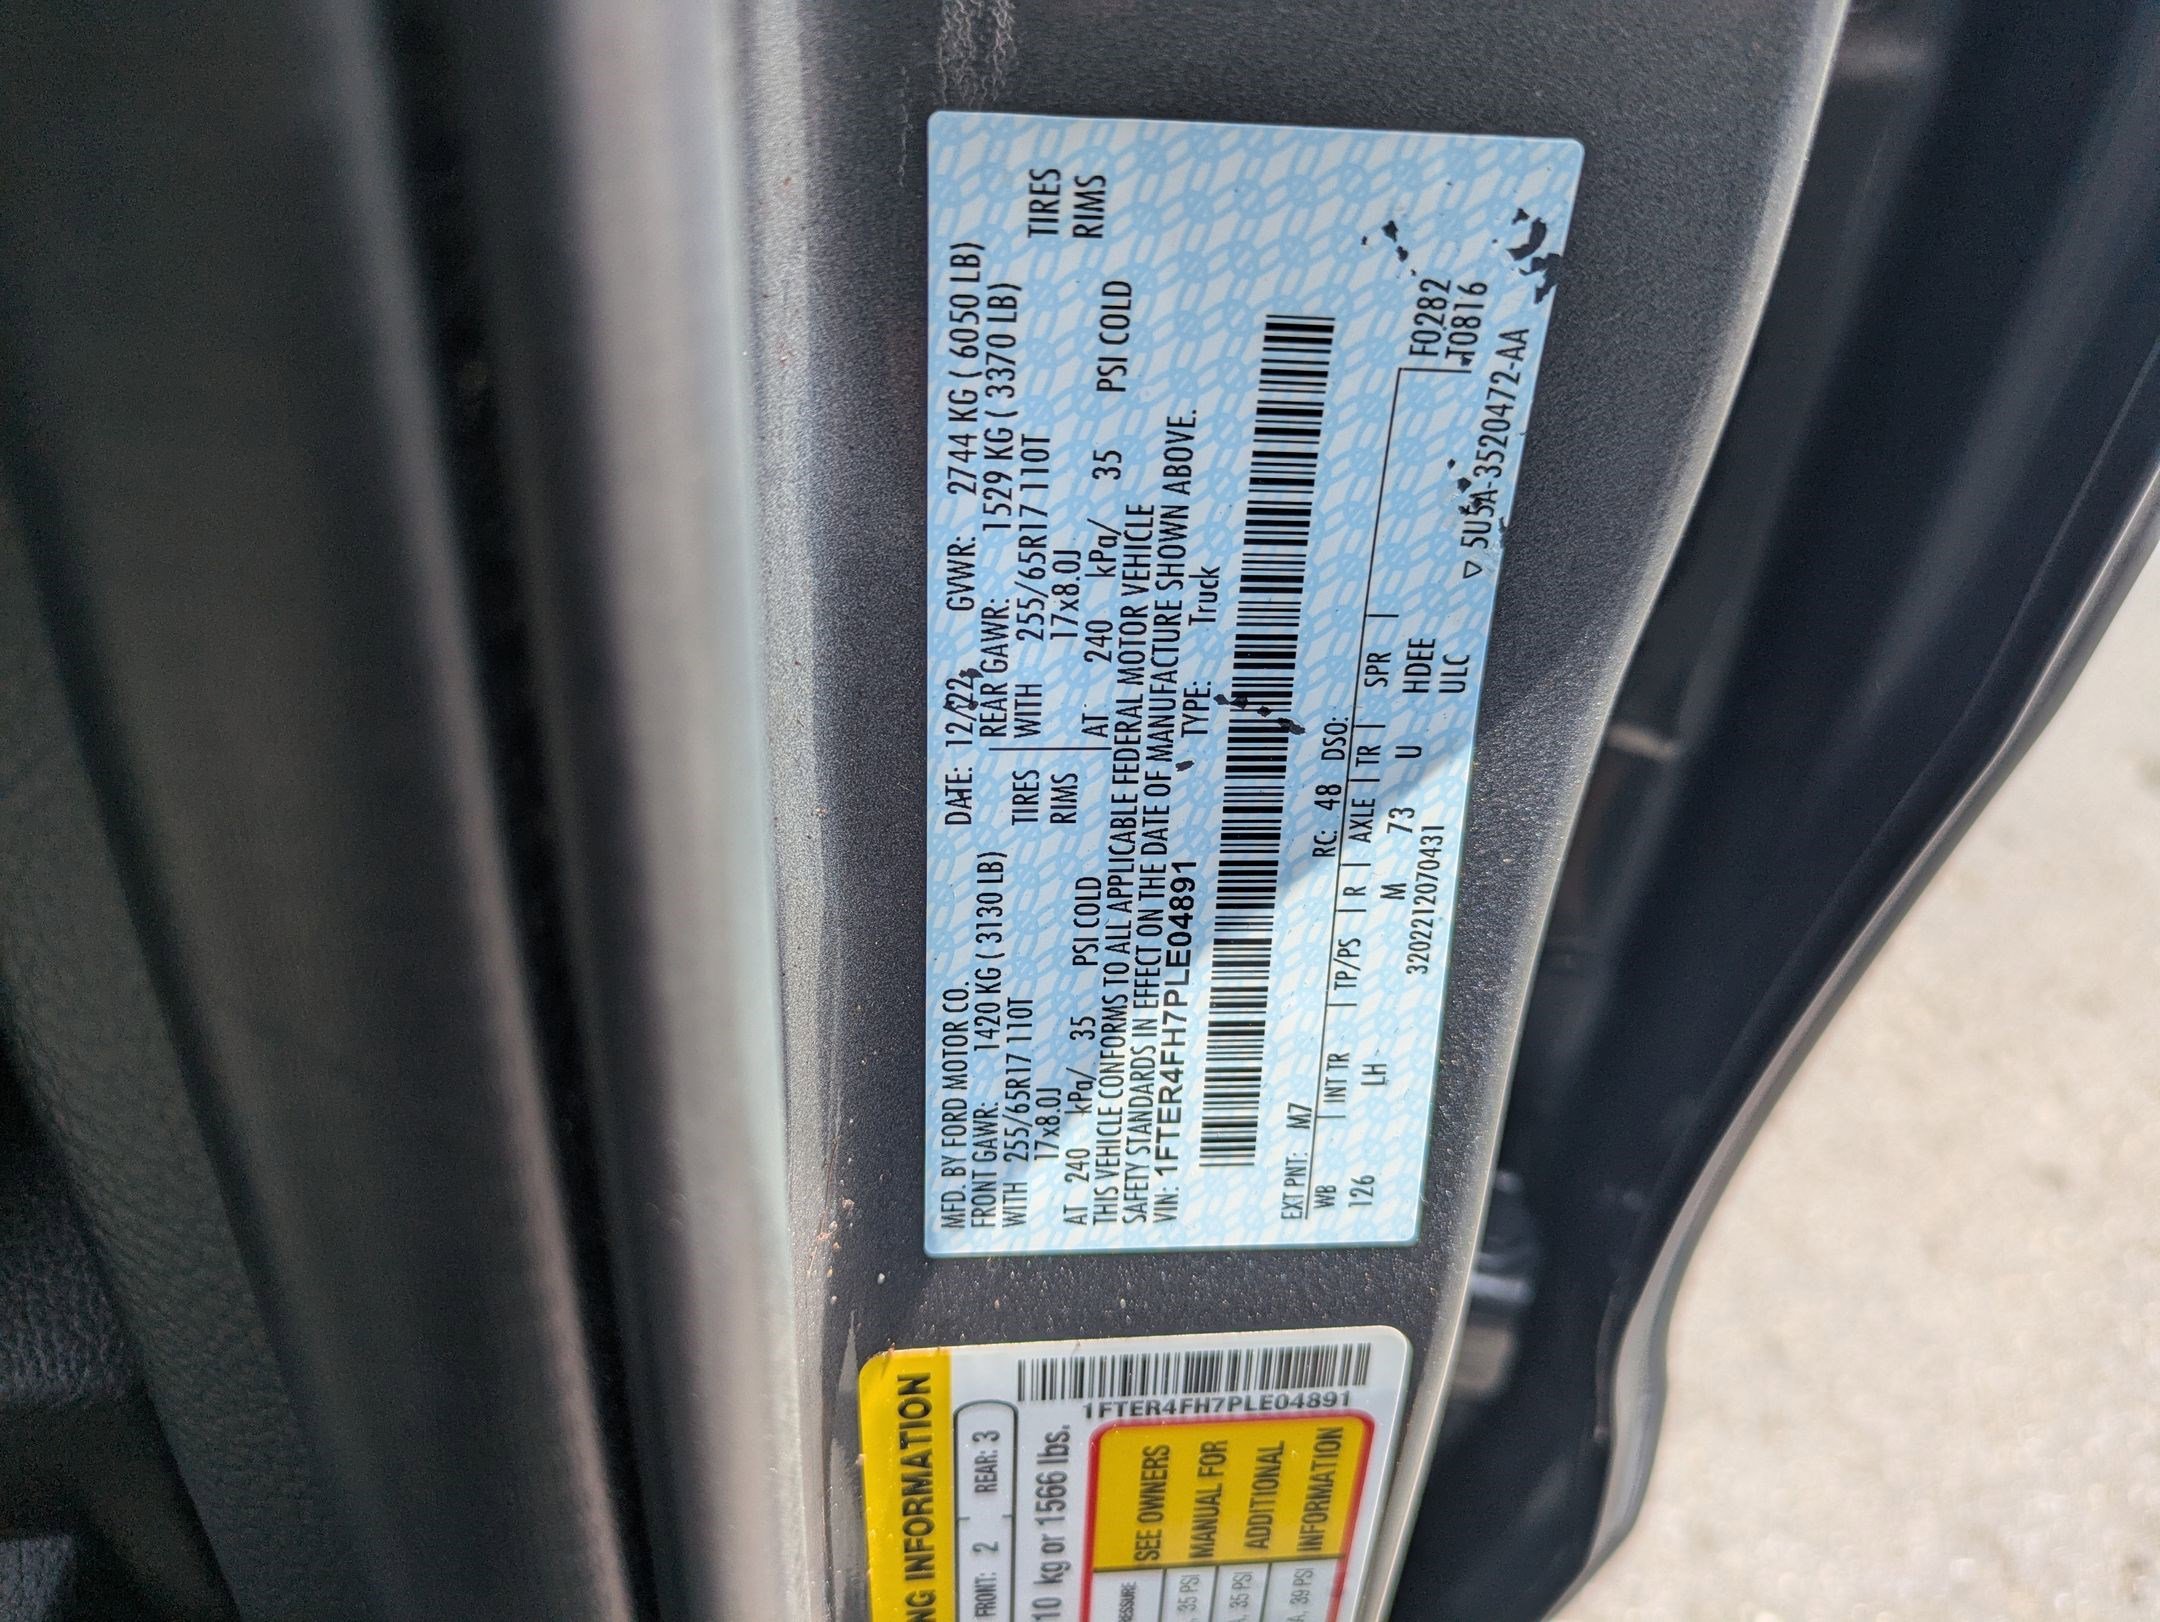 MFD. BY FORD MOTOR CO.
DATE: 12/22 GVWR: 2744 KG ( 6050 LB)
FRONT GAWR: 1420 KG ( 3130 LB) REAR GAWR: 1529 KG ( 3370 LB)
WITH 255/65R17 110T TIRES WITH 255/65R17 110T TIRES
17x8.0J RIMS 17x8.0J RIMS
AT 240 kPa/ 35 PSI COLD AT 240 kPa/ 35 PSI COLD
THIS VEHICLE CONFORMS TO ALL APPLICABLE FEDERAL MOTOR VEHICLE
SAFETY STANDARDS IN EFFECT ON THE DATE OF MANUFACTURE SHOWN ABOVE.
VIN: 1FTER4FH7PLE04891 TYPE: Truck
EXT PNT: M7 RC: 48 DSO:
WB INT TR TP/PS R AXLE TR SPR
126 LH M 73 U HDEE
F0282
T0816
3202212070431 ULC
▽ 5U5A-3520472-AA
INFORMATION
FRONT: 2 REAR: 3
1566 lbs.
kg or
1FTER4FH7PLE04891
SEE OWNERS
MANUAL FOR
ADDITIONAL
INFORMATION
35 PSI
35 PSI
39 PSI